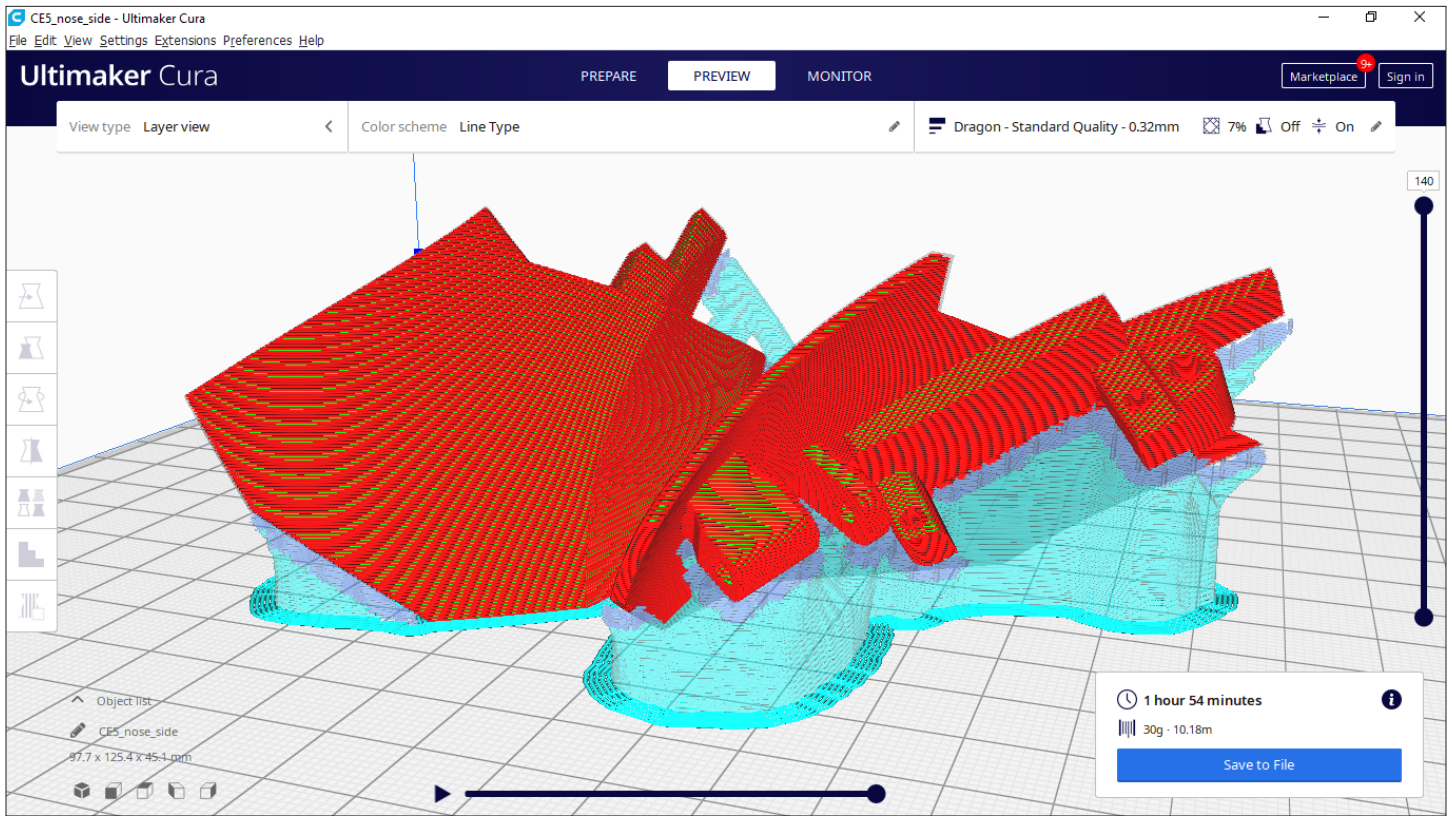 CE5_nose_side - Ultimaker Cura
File Edit View Settings Extensions Preferences Help
Ultimaker Cura
PREPARE PREVIEW MONITOR
Marketplace 9+ Sign in
View type Layer view
Color scheme Line Type
Dragon - Standard Quality - 0.32mm 7% Off On
140
Object list
CE5_nose_side
97.7 x 125.4 x 45.1 mm
1 hour 54 minutes
30g · 10.18m
Save to File